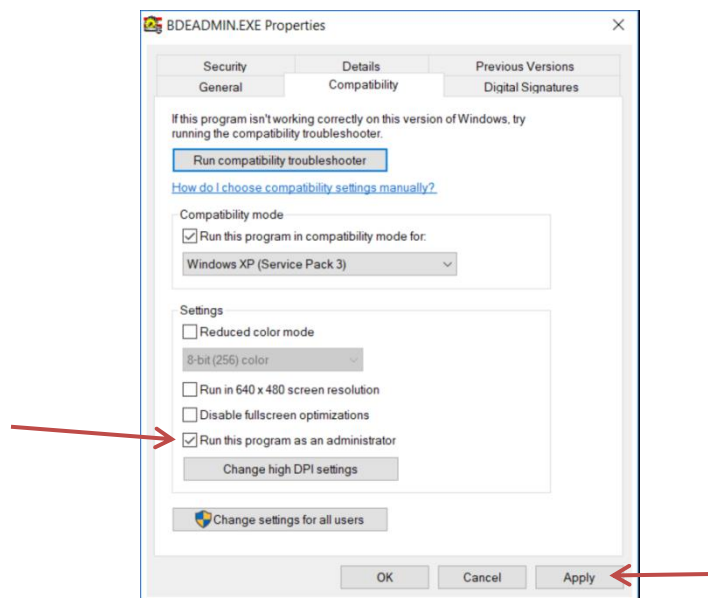 BDEADMIN.EXE Properties
Security Details Previous Versions
General Compatibility Digital Signatures
If this program isn't working correctly on this version of Windows, try
running the compatibility troubleshooter.
Run compatibility troubleshooter
How do I choose compatibility settings manually?
Compatibility mode
Run this program in compatibility mode for:
Windows XP (Service Pack 3)
Settings
Reduced color mode
8-bit (256) color
Run in 640 x 480 screen resolution
Disable fullscreen optimizations
Run this program as an administrator
Change high DPI settings
Change settings for all users
OK Cancel Apply